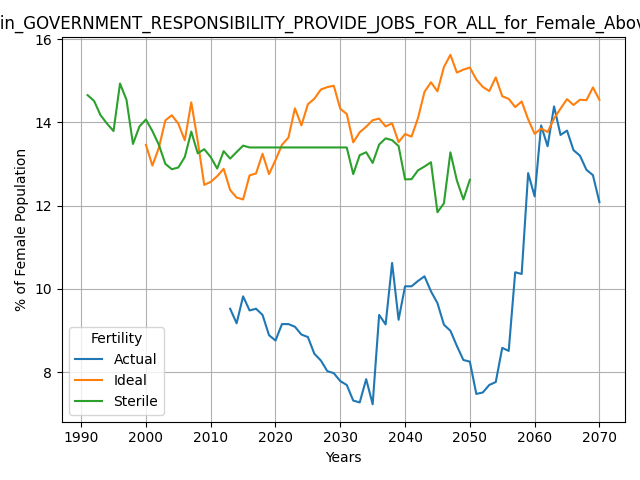 in_GOVERNMENT_RESPONSIBILITY_PROVIDE_JOBS_FOR_ALL_for_Female_Abov
16
14
12
10
8
% of Female Population
Fertility
Actual
Ideal
Sterile
1990 2000 2010 2020 2030 2040 2050 2060 2070
Years